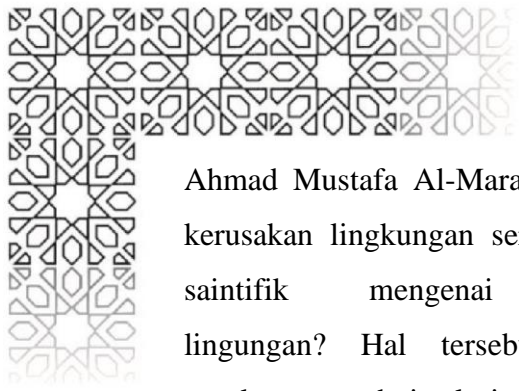 Ahmad Mustafa Al-Mara
kerusakan lingkungan se
saintifik mengenai
lingungan? Hal terseb